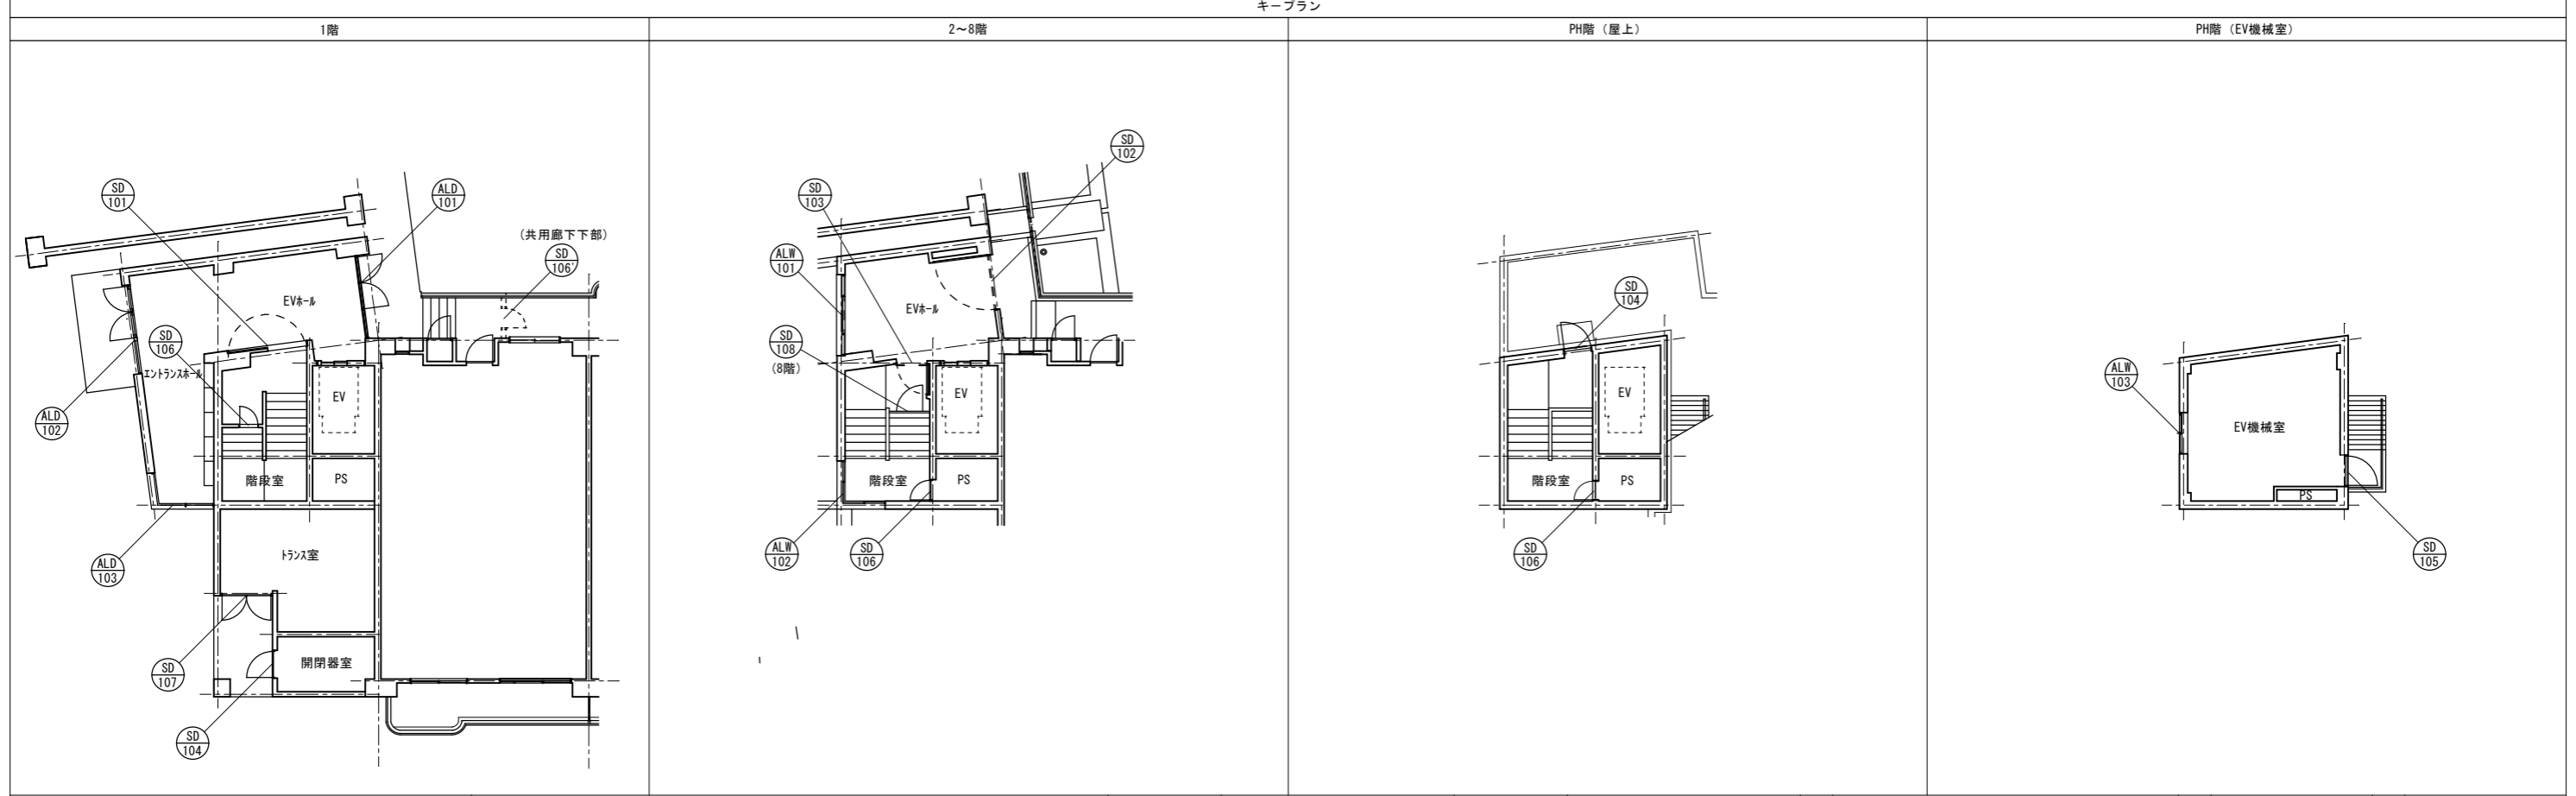 キープラン
1階
2～8階
PH階（屋上）
PH階（EV機械室）
SD
101
ALD
101
(共用廊下下部)
SD
106'
EVホール
SD
106
エントランスホール
EV
ALD
102
階段室
PS
トランス室
ALD
103
開閉器室
SD
107
SD
104
SD
102
SD
103
ALW
101
EVホール
SD
108
(8階)
EV
階段室
PS
ALW
102
SD
106
SD
104
EV
階段室
PS
SD
106
ALW
103
EV機械室
PS
SD
105